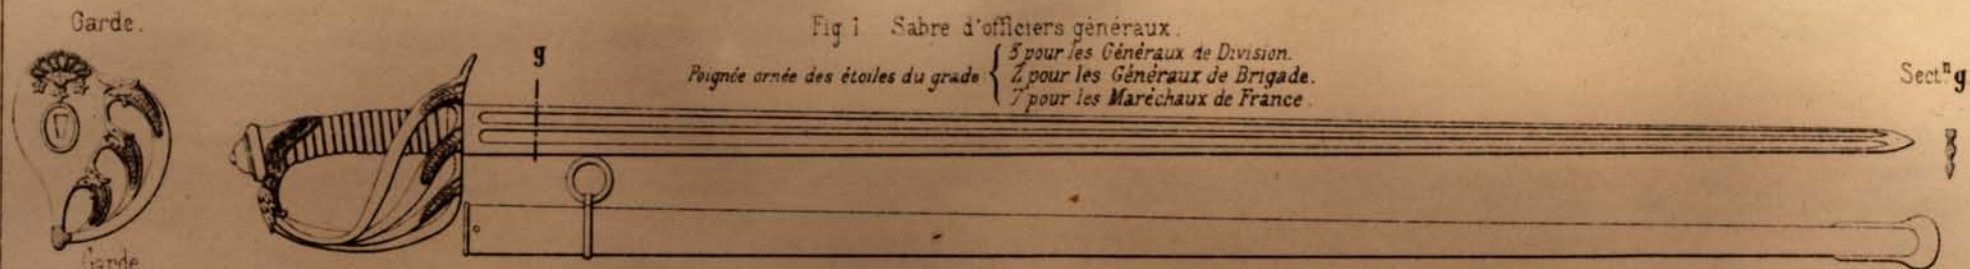 Garde.
Fig 1 Sabre d'officiers généraux.
Poignée ornée des étoiles du grade
3 pour les Généraux de Division.
2 pour les Généraux de Brigade.
7 pour les Maréchaux de France.
g
Sectⁿ g.
Garde